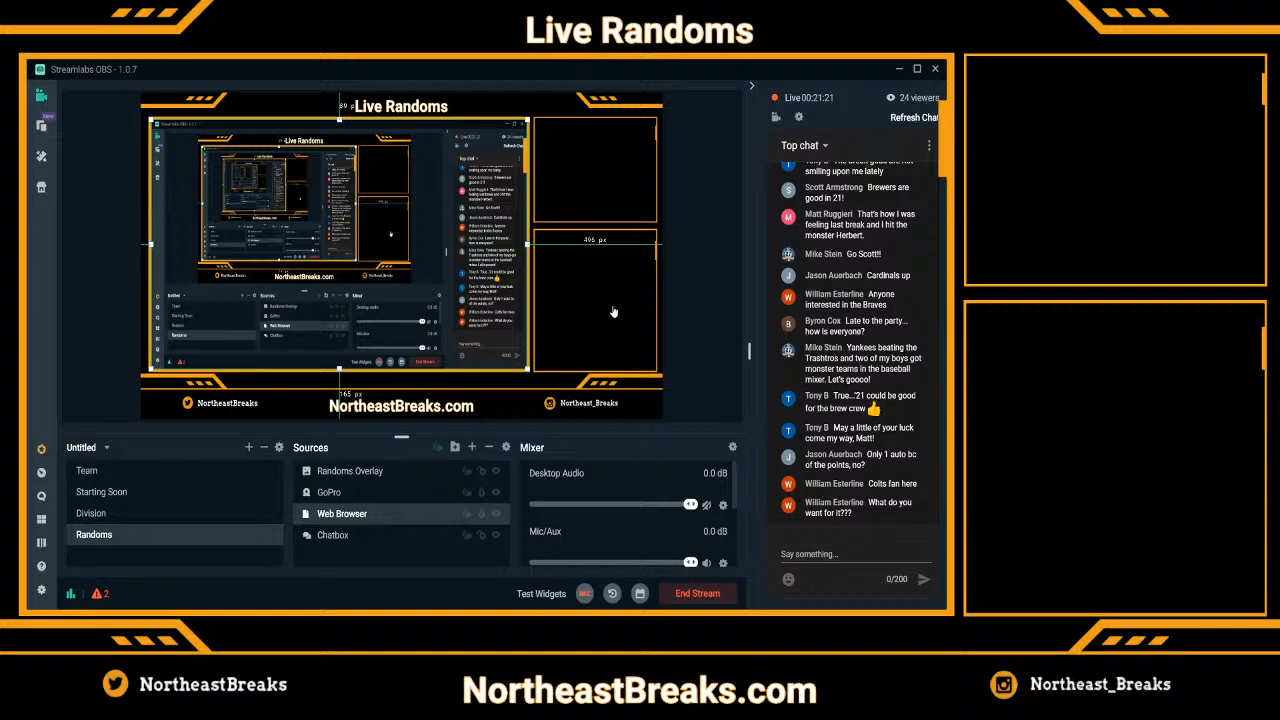 Live Randoms
Streamlabs OBS - 1.0.7
Live 00:21:21
24 viewers
Refresh Chat
Top chat
smiling upon me lately
Scott Armstrong Brewers are
good in 21!
Matt Ruggieri That's how I was
feeling last break and I hit the
monster Herbert.
Mike Stein Go Scott!!
Jason Auerbach Cardinals up
William Esterline Anyone
interested in the Braves
Byron Cox Late to the party...
how is everyone?
Mike Stein Yankees beating the
Trashtros and two of my boys got
monster teams in the baseball
mixer. Let's goooo!
Tony B True...'21 could be good
for the brew crew 👍
Tony B May a little of your luck
come my way, Matt!
Jason Auerbach Only 1 auto bc
of the points, no?
William Esterline Colts fan here
William Esterline What do you
want for it???
Say something...
0/200
Live Randoms
496 px
165 px
NortheastBreaks
NortheastBreaks.com
Northeast_Breaks
Untitled
Team
Starting Soon
Division
Randoms
Sources
Randoms Overlay
GoPro
Web Browser
Chatbox
Mixer
Desktop Audio
0.0 dB
Mic/Aux
0.0 dB
2
Test Widgets
REC
End Stream
NortheastBreaks
NortheastBreaks.com
Northeast_Breaks